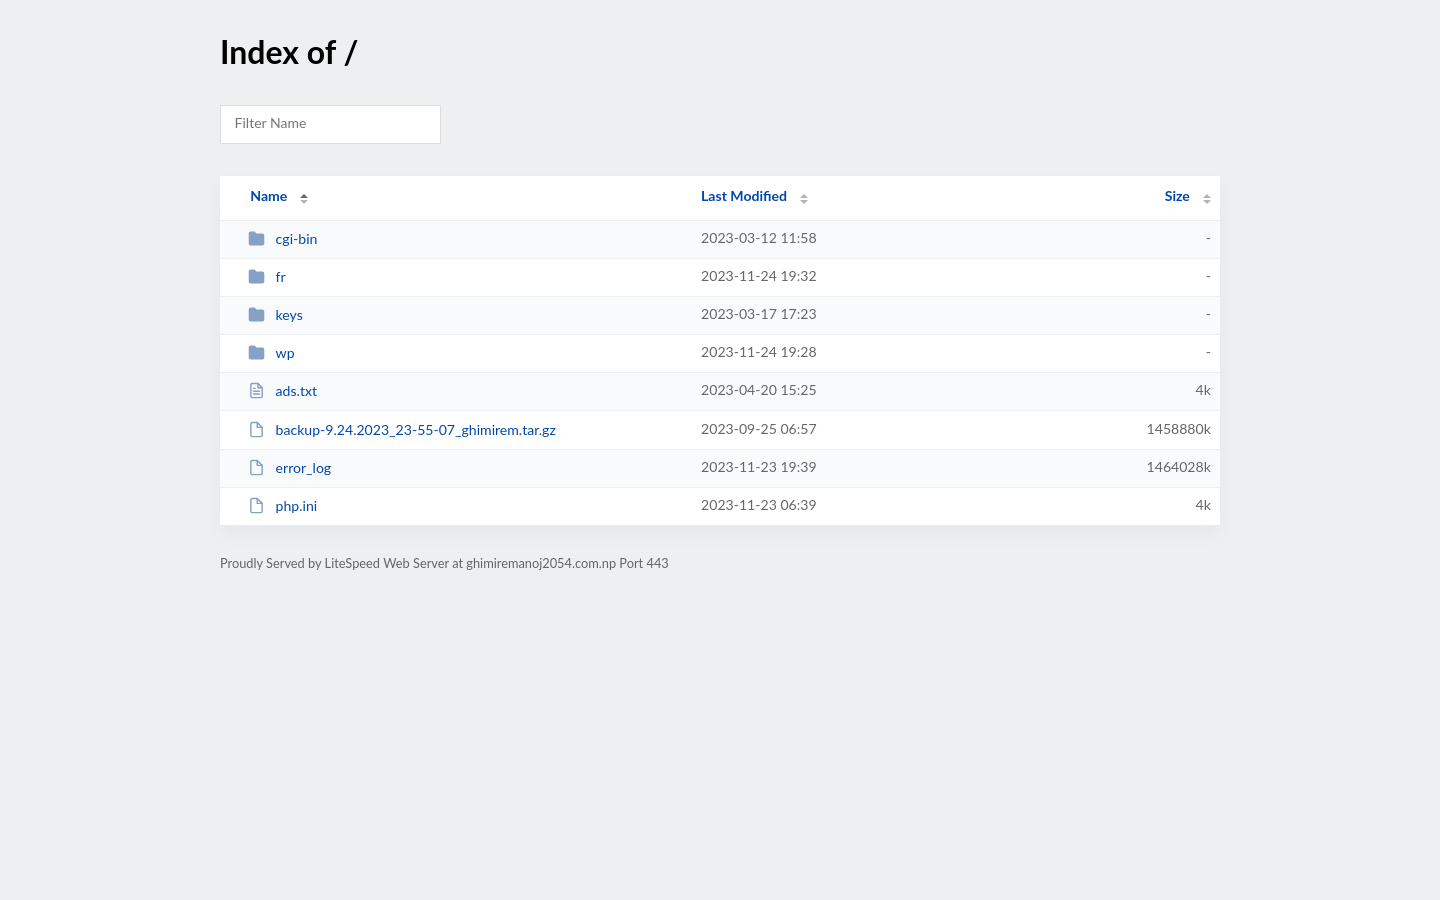 Index of /
Filter Name
Name Last Modified Size
cgi-bin 2023-03-12 11:58 -
fr 2023-11-24 19:32 -
keys 2023-03-17 17:23 -
wp 2023-11-24 19:28 -
ads.txt 2023-04-20 15:25 4k
backup-9.24.2023_23-55-07_ghimirem.tar.gz 2023-09-25 06:57 1458880k
error_log 2023-11-23 19:39 1464028k
php.ini 2023-11-23 06:39 4k
Proudly Served by LiteSpeed Web Server at ghimiremanoj2054.com.np Port 443